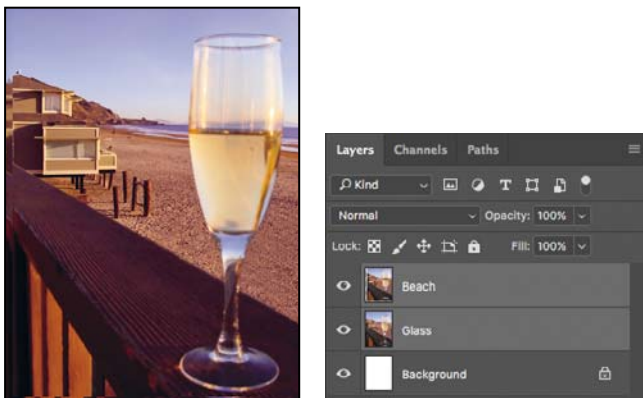 Layers Channels Paths
Kind
Normal Opacity: 100%
Lock: Fill: 100%
Beach
Glass
Background